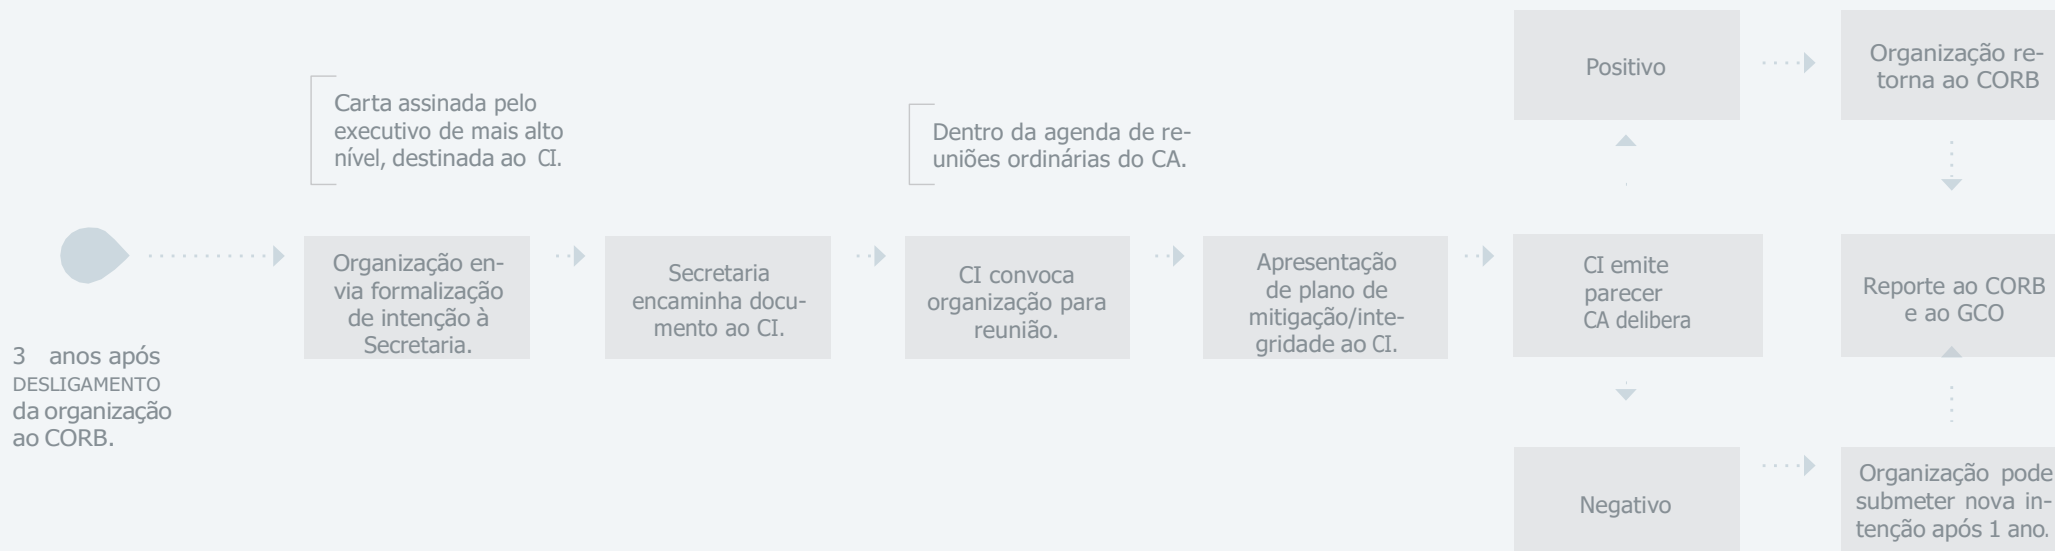 3 anos após
DESLIGAMENTO
da organização
ao CORB.
Carta assinada pelo
executivo de mais alto
nível, destinada ao CI.
Organização en-
via formalização
de intenção à
Secretaria.
Secretaria
encaminha docu-
mento ao CI.
Dentro da agenda de re-
uniões ordinárias do CA.
CI convoca
organização para
reunião.
Apresentação
de plano de
mitigação/inte-
gridade ao CI.
CI emite
parecer
CA delibera
Positivo
Organização re-
torna ao CORB
Reporte ao CORB
e ao GCO
Negativo
Organização pode
submeter nova in-
tenção após 1 ano.